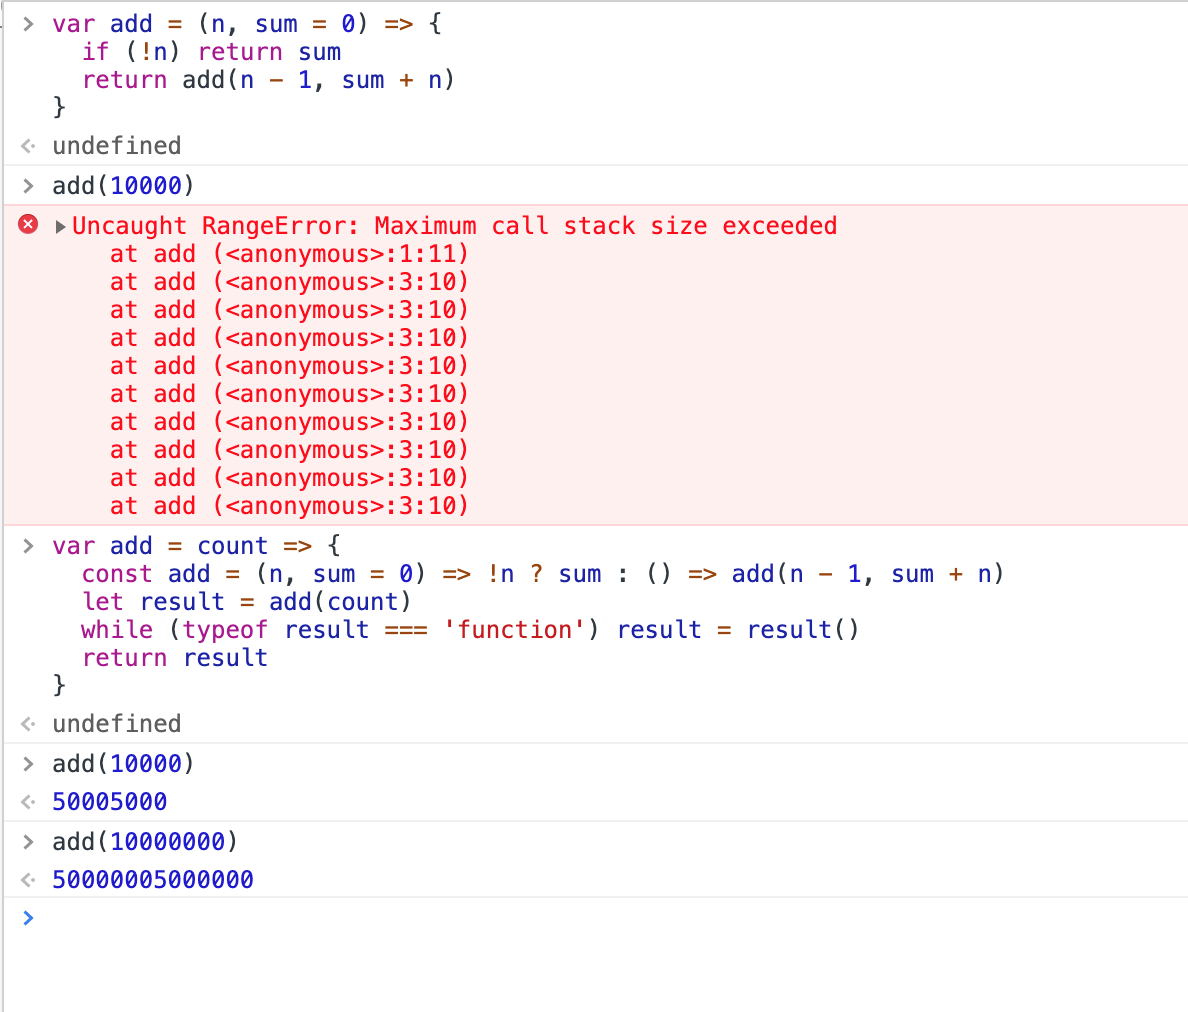 var add = (n, sum = 0) => {
if (!n) return sum
return add(n - 1, sum + n)
}
undefined
add(10000)
Uncaught RangeError: Maximum call stack size exceeded
at add (<anonymous>:1:11)
at add (<anonymous>:3:10)
at add (<anonymous>:3:10)
at add (<anonymous>:3:10)
at add (<anonymous>:3:10)
at add (<anonymous>:3:10)
at add (<anonymous>:3:10)
at add (<anonymous>:3:10)
at add (<anonymous>:3:10)
at add (<anonymous>:3:10)
var add = count => {
const add = (n, sum = 0) => !n ? sum : () => add(n - 1, sum + n)
let result = add(count)
while (typeof result === 'function') result = result()
return result
}
undefined
add(10000)
50005000
add(10000000)
50000005000000